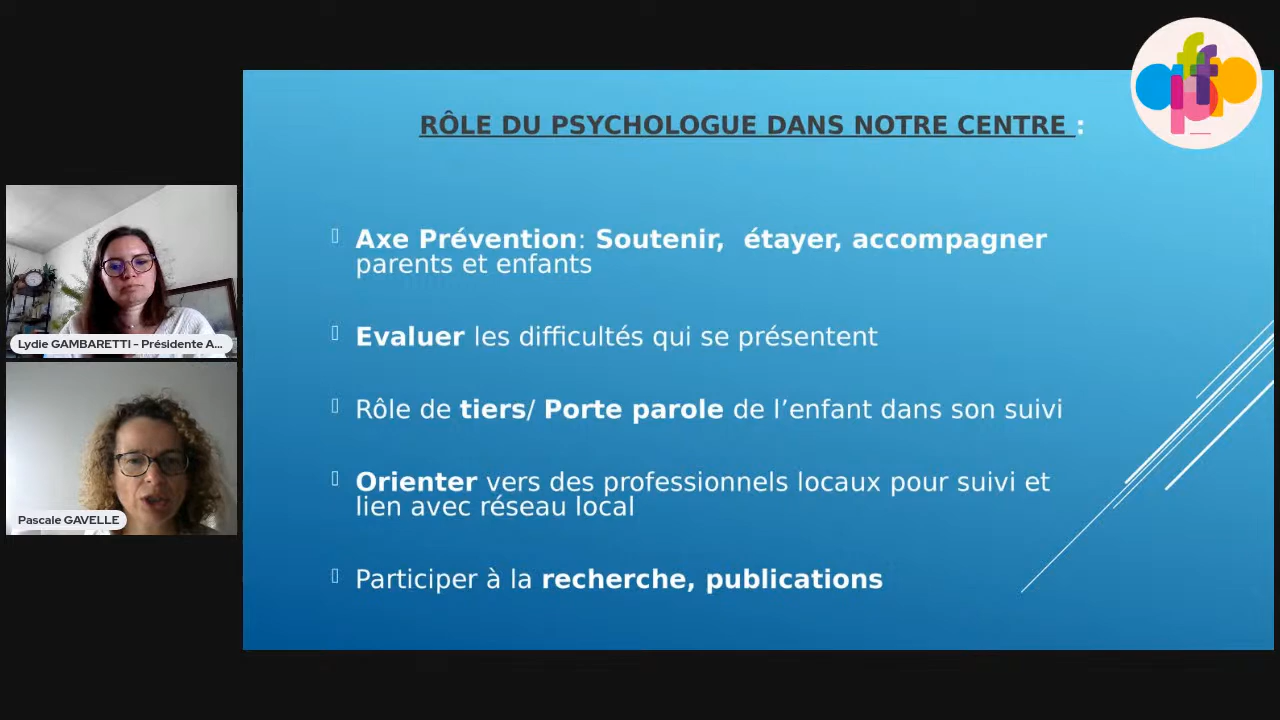 RÔLE DU PSYCHOLOGUE DANS NOTRE CENTRE :
Axe Prévention: Soutenir, étayer, accompagner
parents et enfants
Evaluer les difficultés qui se présentent
Rôle de tiers/ Porte parole de l’enfant dans son suivi
Orienter vers des professionnels locaux pour suivi et
lien avec réseau local
Participer à la recherche, publications
Lydie GAMBARETTI - Présidente A...
Pascale GAVELLE